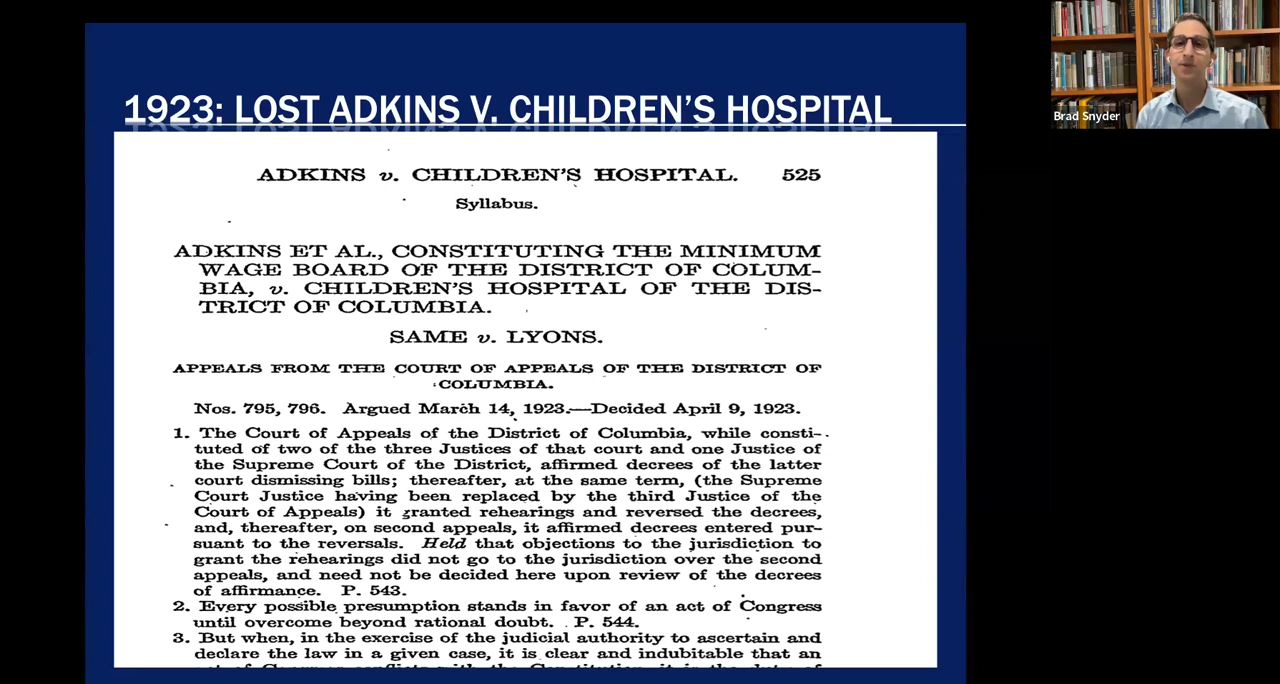 1923: LOST ADKINS V. CHILDREN'S HOSPITAL
ADKINS v. CHILDREN'S HOSPITAL. 525
Syllabus.
ADKINS ET AL., CONSTITUTING THE MINIMUM
WAGE BOARD OF THE DISTRICT OF COLUM-
BIA, v. CHILDREN'S HOSPITAL OF THE DIS-
TRICT OF COLUMBIA.
SAME v. LYONS.
APPEALS FROM THE COURT OF APPEALS OF THE DISTRICT OF
COLUMBIA.
Nos. 795, 796. Argued March 14, 1923.—Decided April 9, 1923.
1. The Court of Appeals of the District of Columbia, while consti-
tuted of two of the three Justices of that court and one Justice of
the Supreme Court of the District, affirmed decrees of the latter
court dismissing bills; thereafter, at the same term, (the Supreme
Court Justice having been replaced by the third Justice of the
Court of Appeals) it granted rehearings and reversed the decrees,
and, thereafter, on second appeals, it affirmed decrees entered pur-
suant to the reversals. Held that objections to the jurisdiction to
grant the rehearings did not go to the jurisdiction over the second
appeals, and need not be decided here upon review of the decrees
of affirmance. P. 543.
2. Every possible presumption stands in favor of an act of Congress
until overcome beyond rational doubt. P. 544.
3. But when, in the exercise of the judicial authority to ascertain and
declare the law in a given case, it is clear and indubitable that an
Brad Snyder